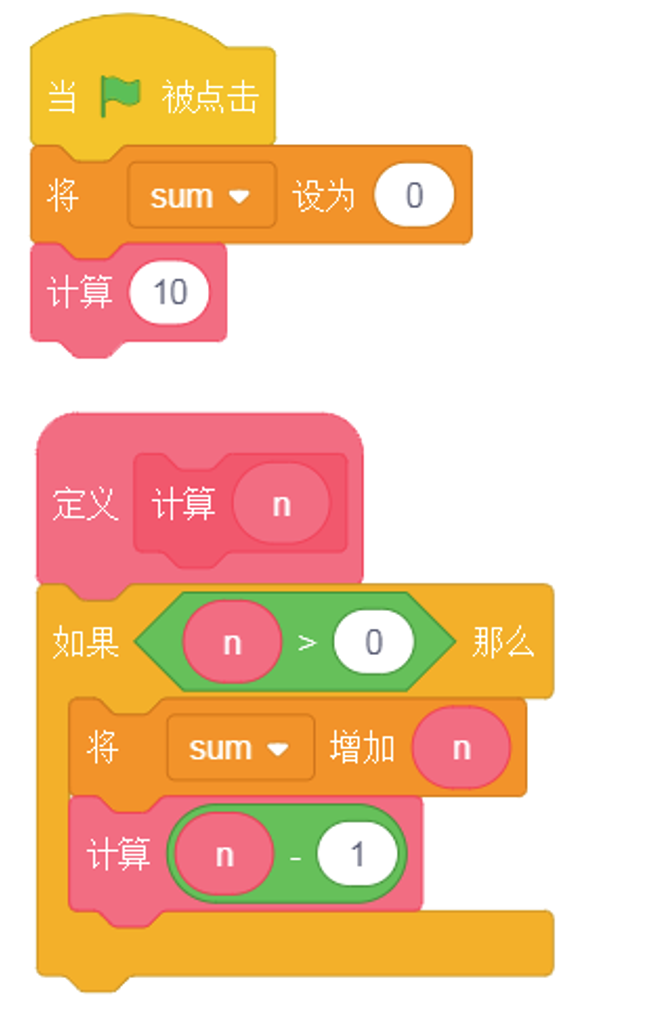 当 被点击
将 sum 设为 0
计算 10
定义 计算 n
如果 n > 0 那么
将 sum 增加 n
计算 n - 1